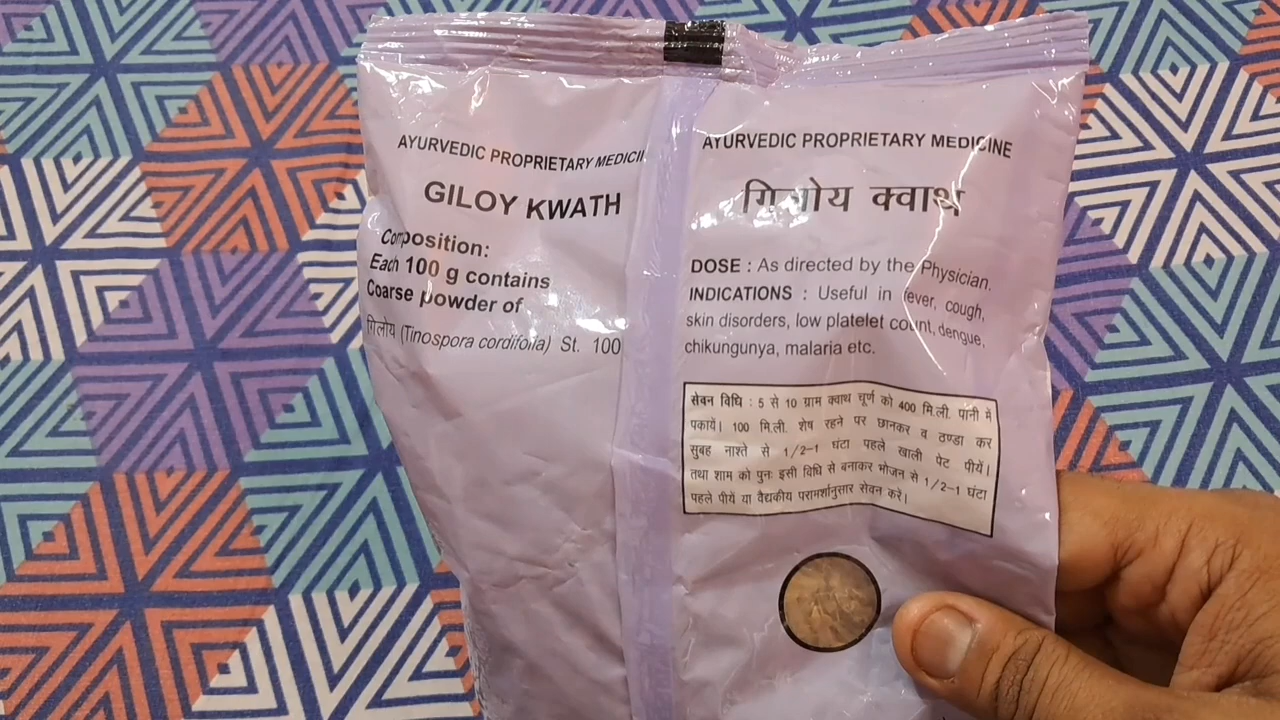 AYURVEDIC PROPRIETARY MEDICI
GILOY KWATH
Composition:
Each 100 g contains
Coarse powder of
गिलोय (Tinospora cordifolia) St. 100
AYURVEDIC PROPRIETARY MEDICINE
गिलोय क्वाथ
DOSE : As directed by the Physician.
INDICATIONS : Useful in fever, cough,
skin disorders, low platelet count, dengue,
chikungunya, malaria etc.
सेवन विधि : 5 से 10 ग्राम क्वाथ चूर्ण को 400 मि.ली. पानी में
पकायें। 100 मि.ली. शेष रहने पर छानकर व ठण्डा कर
सुबह नाश्ते से 1/2–1 घंटा पहले खाली पेट पीयें।
तथा शाम को पुनः इसी विधि से बनाकर भोजन से 1/2–1 घंटा
पहले पीयें या वैद्यकीय परामर्शानुसार सेवन करें।